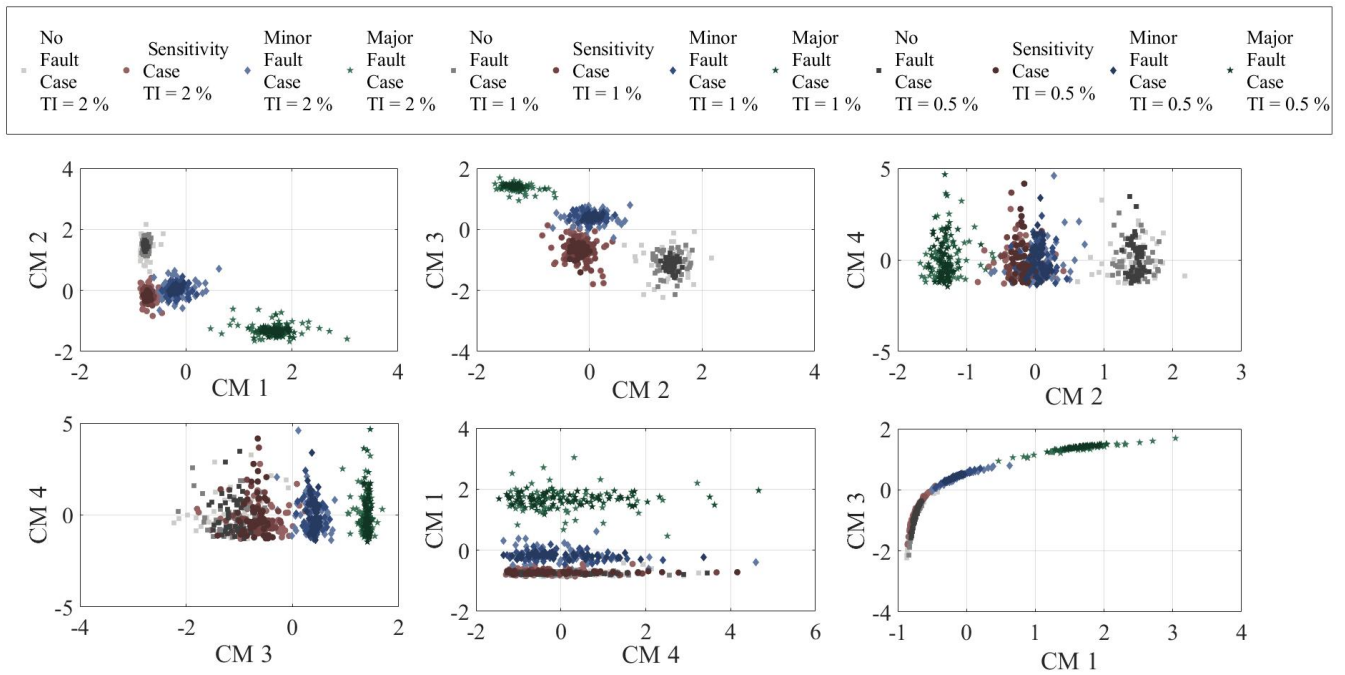 No
Fault
Case
TI = 2 %
Sensitivity
Case
TI = 2 %
Minor
Fault
Case
TI = 2 %
Major
Fault
Case
TI = 2 %
No
Fault
Case
TI = 1 %
Sensitivity
Case
TI = 1 %
Minor
Fault
Case
TI = 1 %
Major
Fault
Case
TI = 1 %
No
Fault
Case
TI = 0.5 %
Sensitivity
Case
TI = 0.5 %
Minor
Fault
Case
TI = 0.5 %
Major
Fault
Case
TI = 0.5 %
4
2
0
-2
CM 2
-2 0 2 4
CM 1
2
0
-2
-4
CM 3
-2 0 2 4
CM 2
5
0
-5
CM 4
-2 -1 0 1 2 3
CM 2
5
0
-5
CM 4
-4 -2 0 2
CM 3
4
2
0
-2
CM 1
-2 0 2 4 6
CM 4
2
0
-2
-4
CM 3
-1 0 1 2 3 4
CM 1